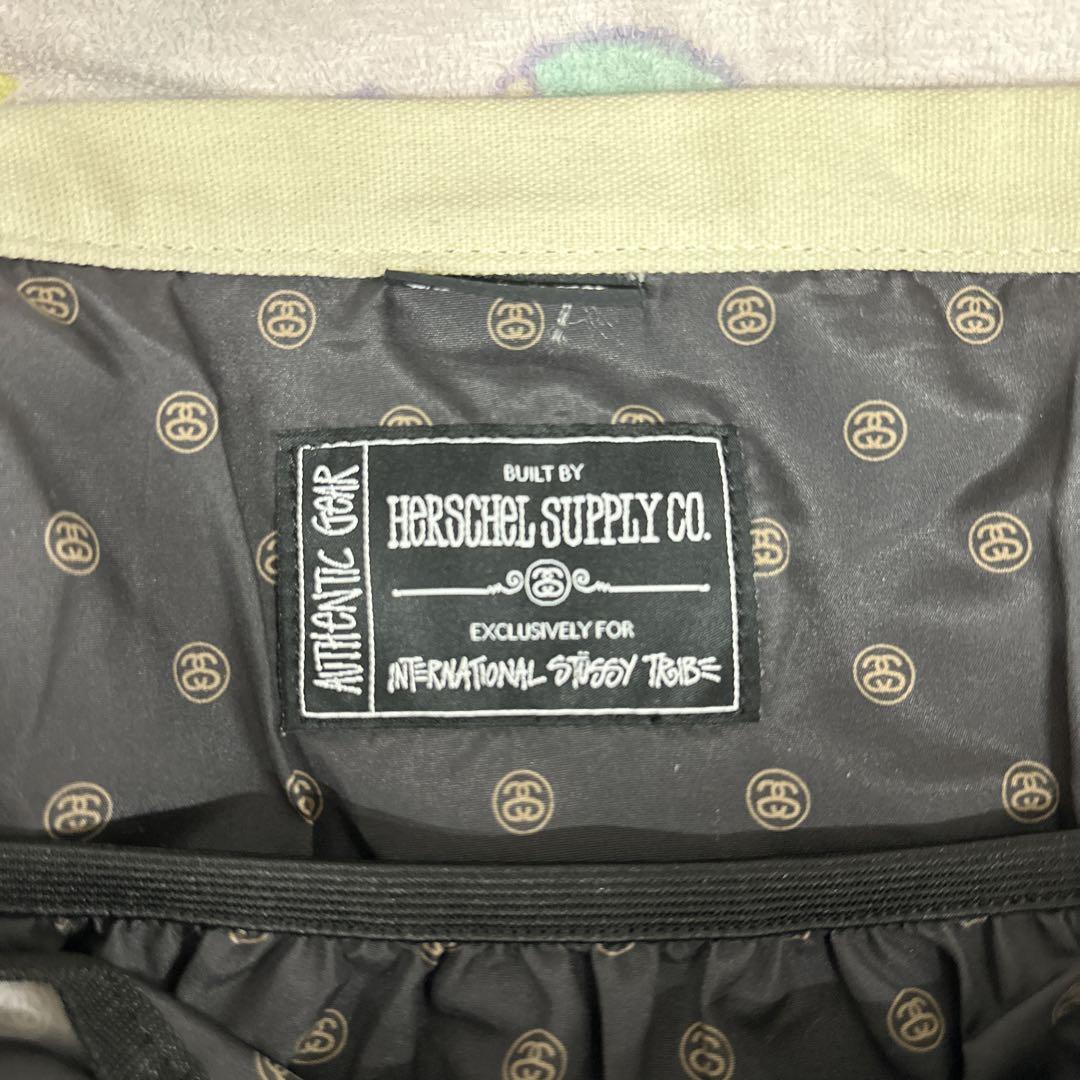 AUTHENTIC GEAR
BUILT BY
HERSCHEL SUPPLY CO.
EXCLUSIVELY FOR
INTERNATIONAL STÜSSY TRIBE